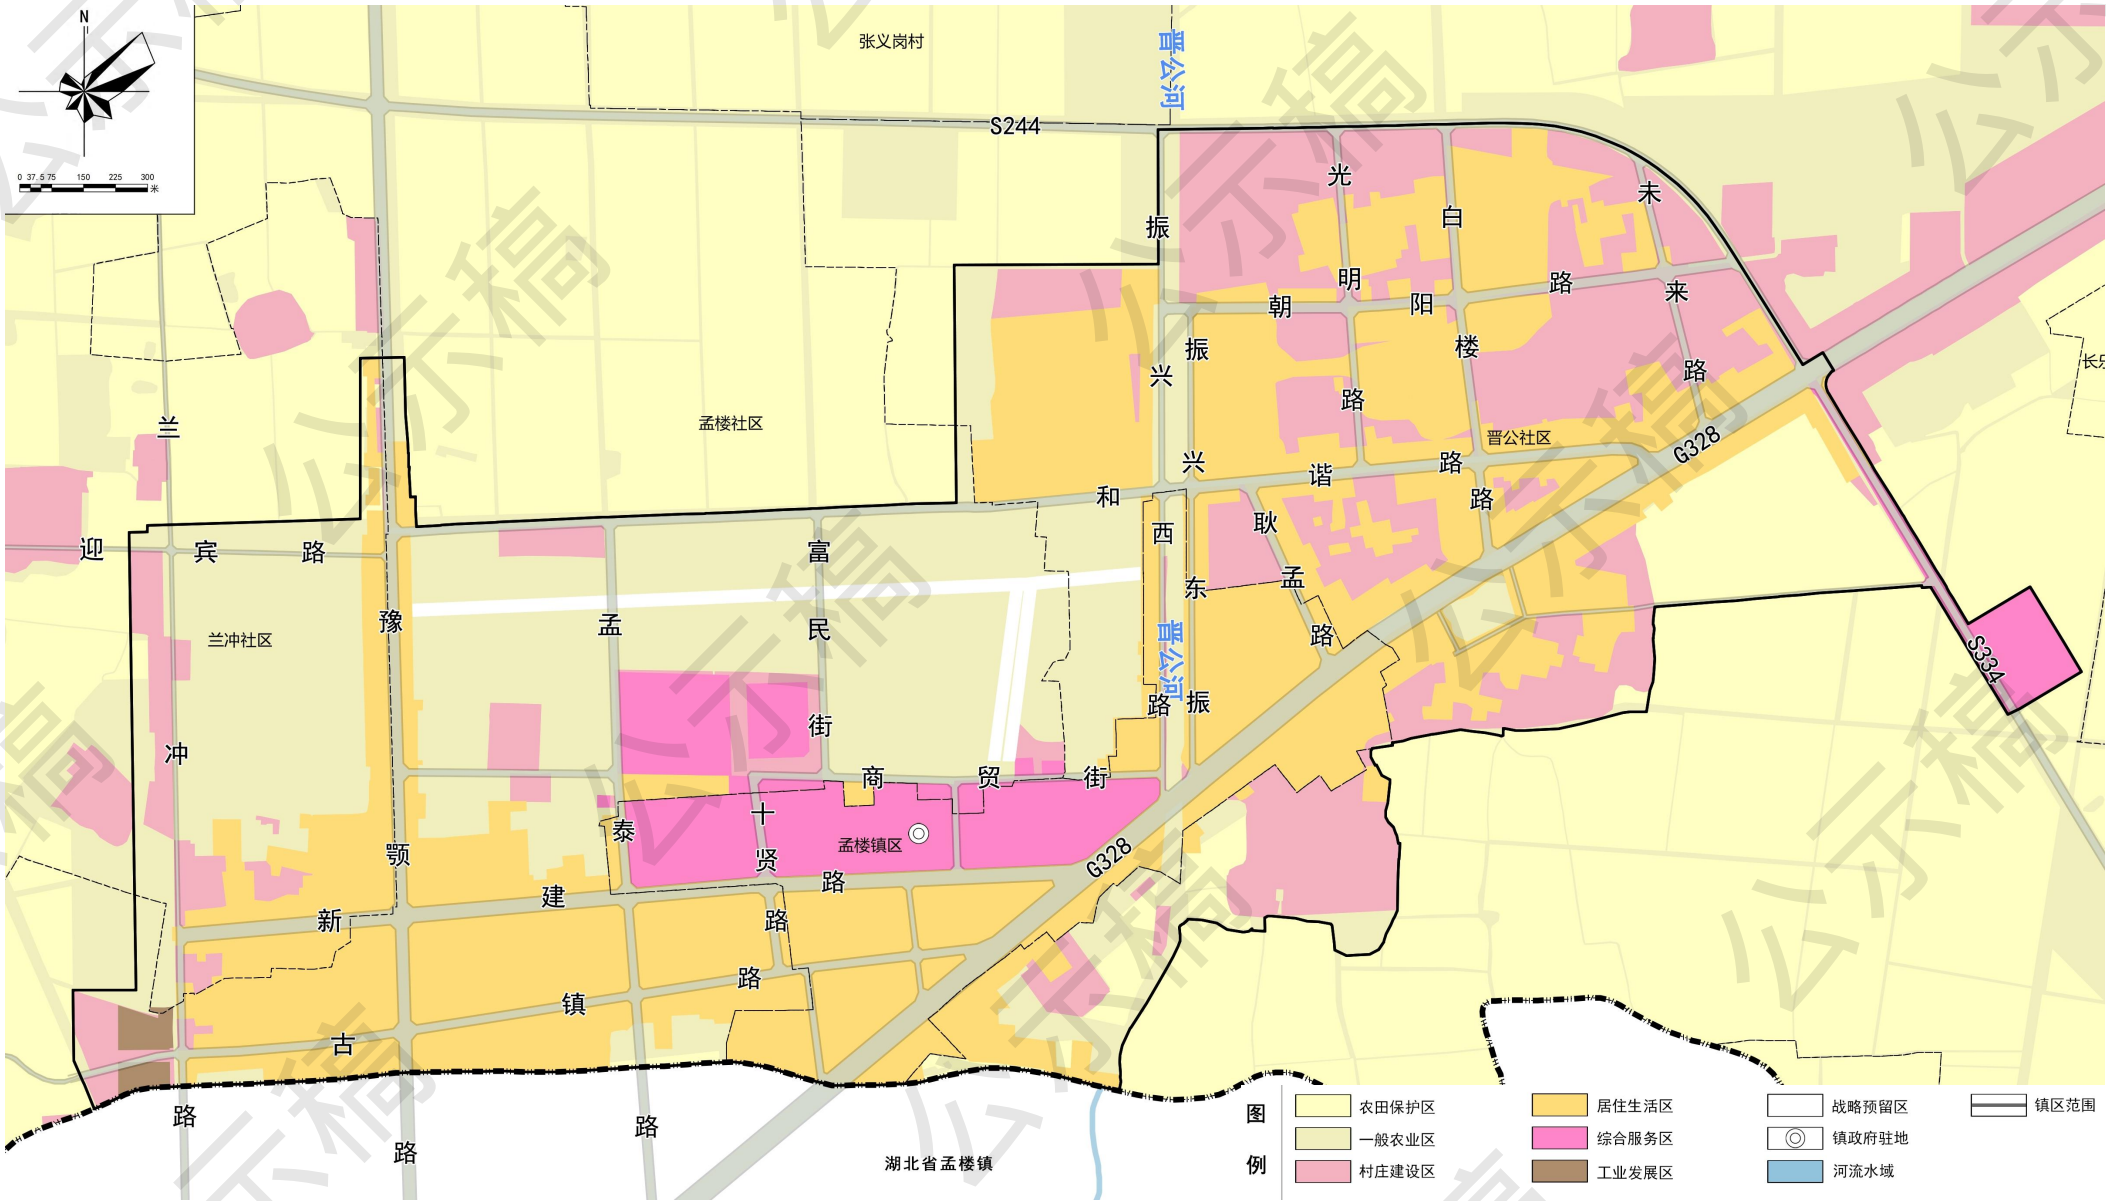 N
0 37.5 75 150 225 300
米
张义岗村
晋公河
S244
光明路
白楼路
未来路
振兴西路
朝阳路
振兴东路
孟楼社区
晋公社区
G328
长乐
兰冲路
和谐路
耿孟路
迎宾路
富民街
豫鄂路
孟泰路
兰冲社区
晋公河
振
S334
商贸街
十贤路
孟楼镇区
G328
新建路
古镇路
湖北省孟楼镇
图例
农田保护区
一般农业区
村庄建设区
居住生活区
综合服务区
工业发展区
战略预留区
镇政府驻地
河流水域
镇区范围
公示稿